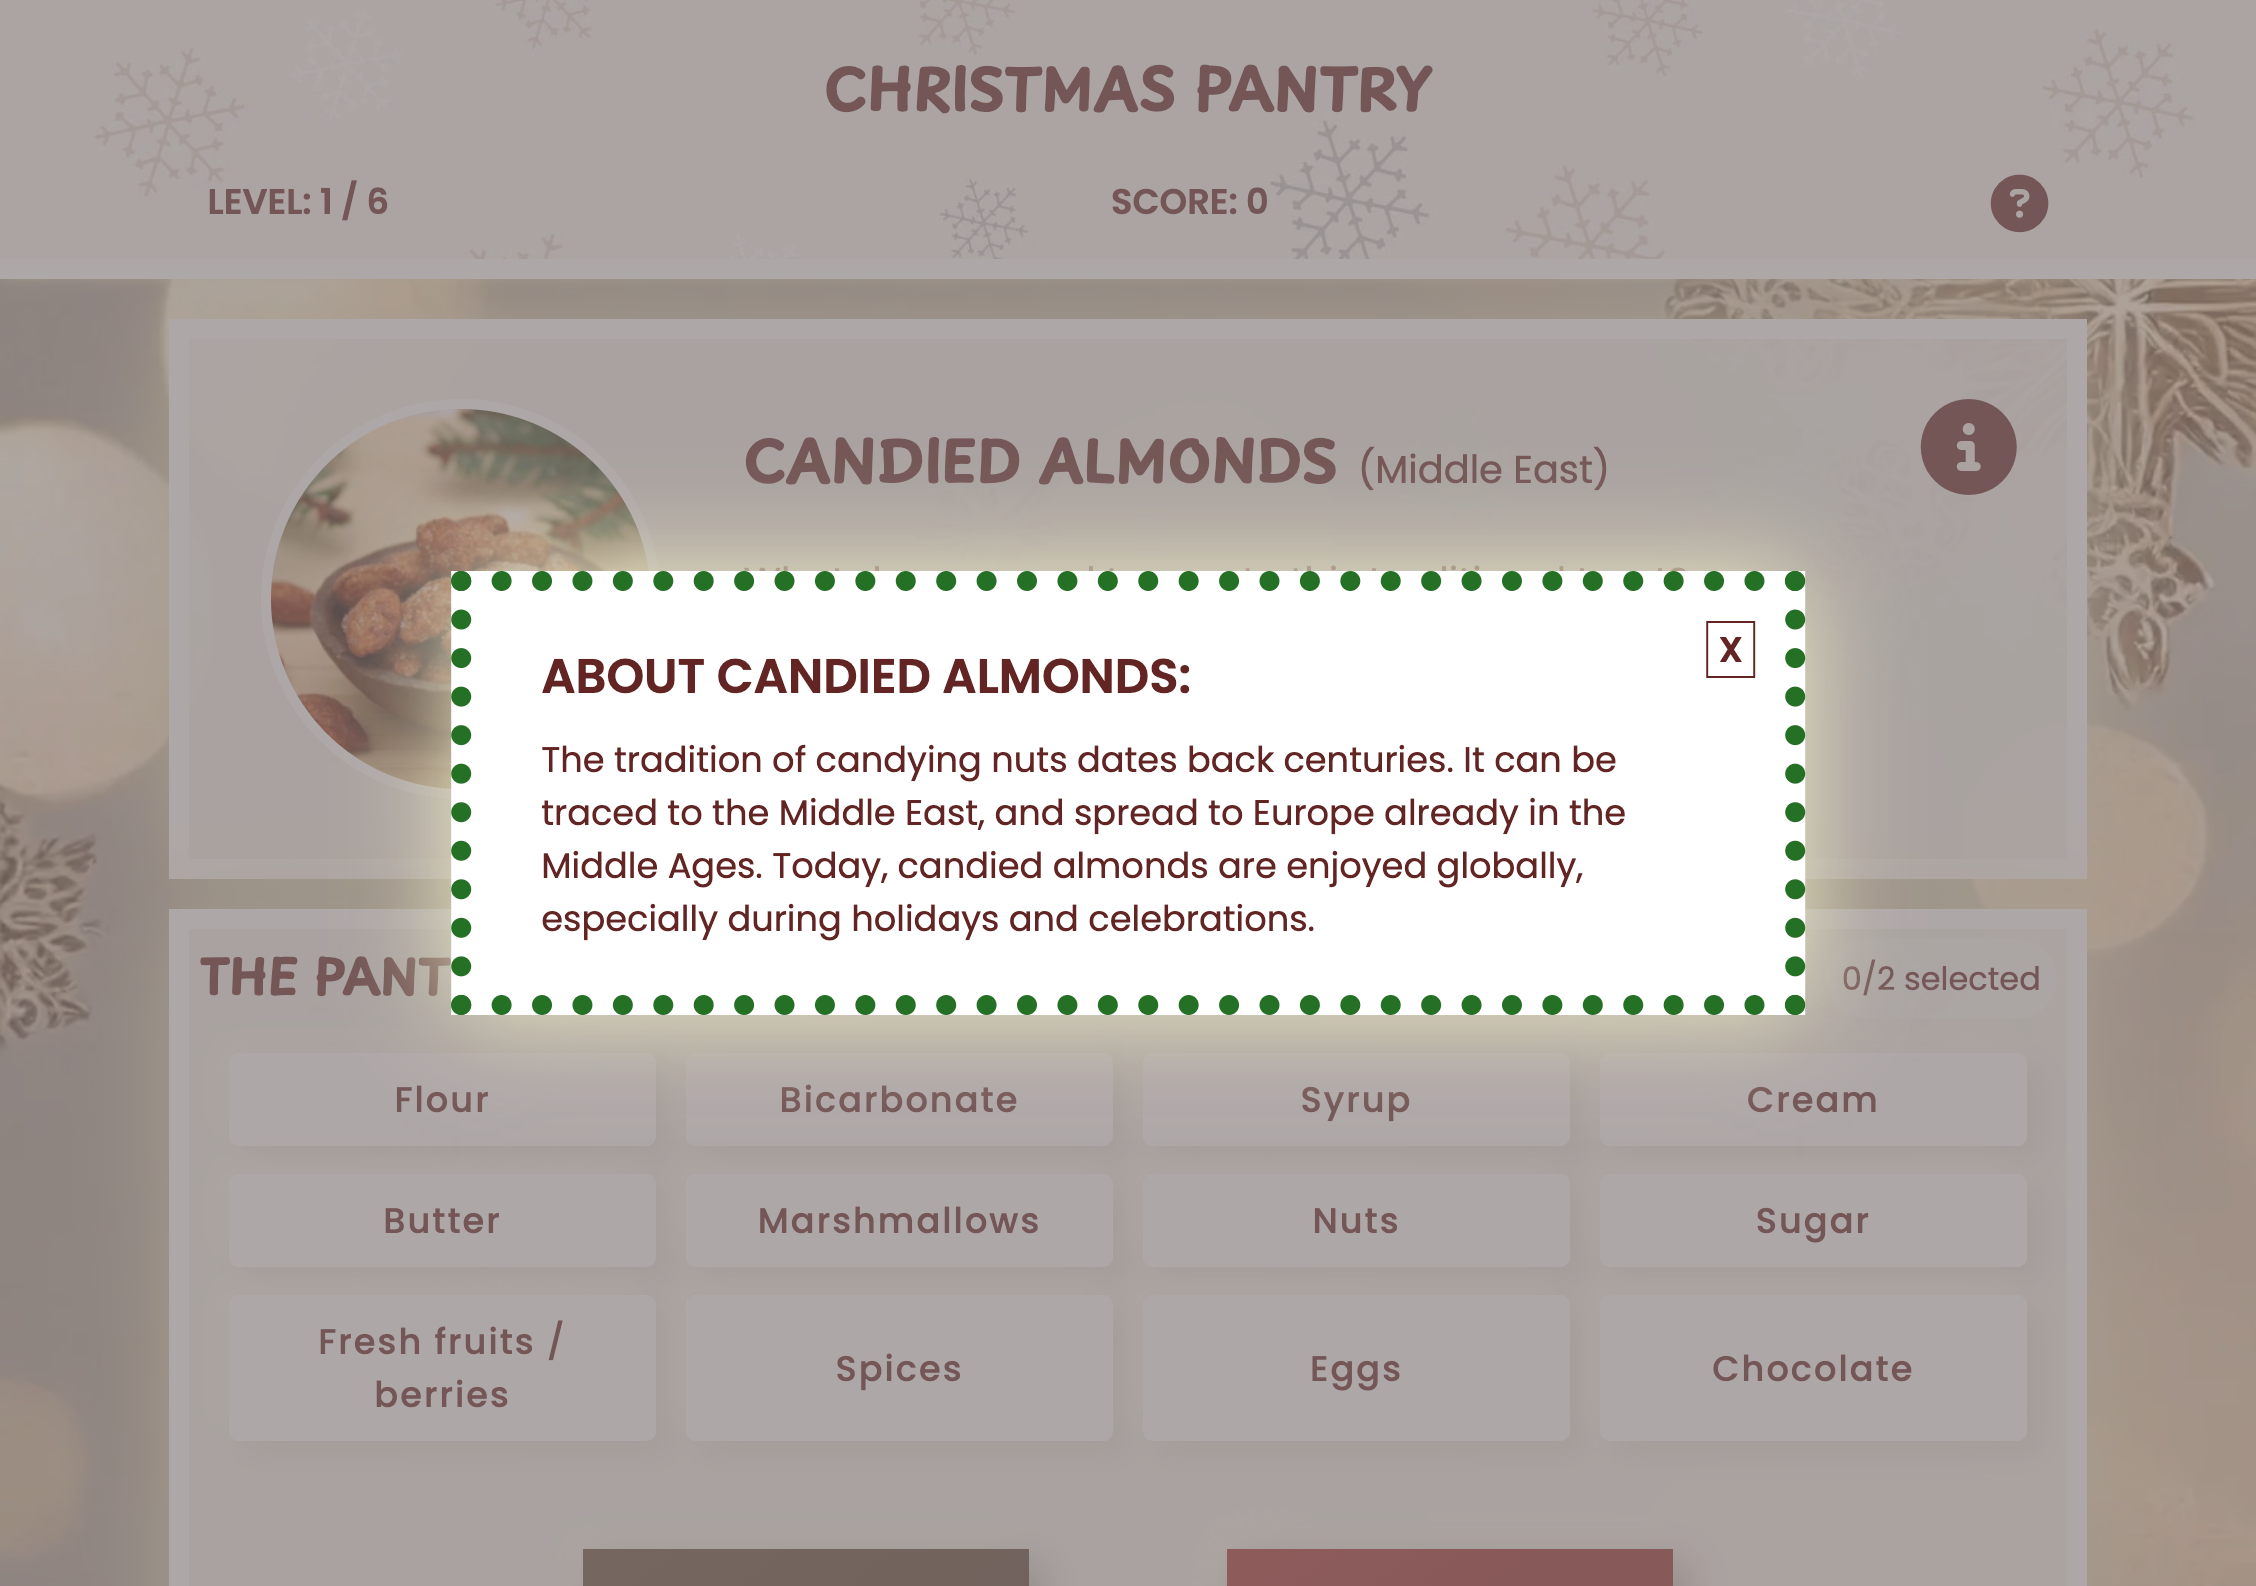 CHRISTMAS PANTRY
LEVEL: 1 / 6
SCORE: 0
?
CANDIED ALMONDS (Middle East)
i
X
ABOUT CANDIED ALMONDS:
The tradition of candying nuts dates back centuries. It can be
traced to the Middle East, and spread to Europe already in the
Middle Ages. Today, candied almonds are enjoyed globally,
especially during holidays and celebrations.
THE PANT
0/2 selected
Flour
Bicarbonate
Syrup
Cream
Butter
Marshmallows
Nuts
Sugar
Fresh fruits /
berries
Spices
Eggs
Chocolate